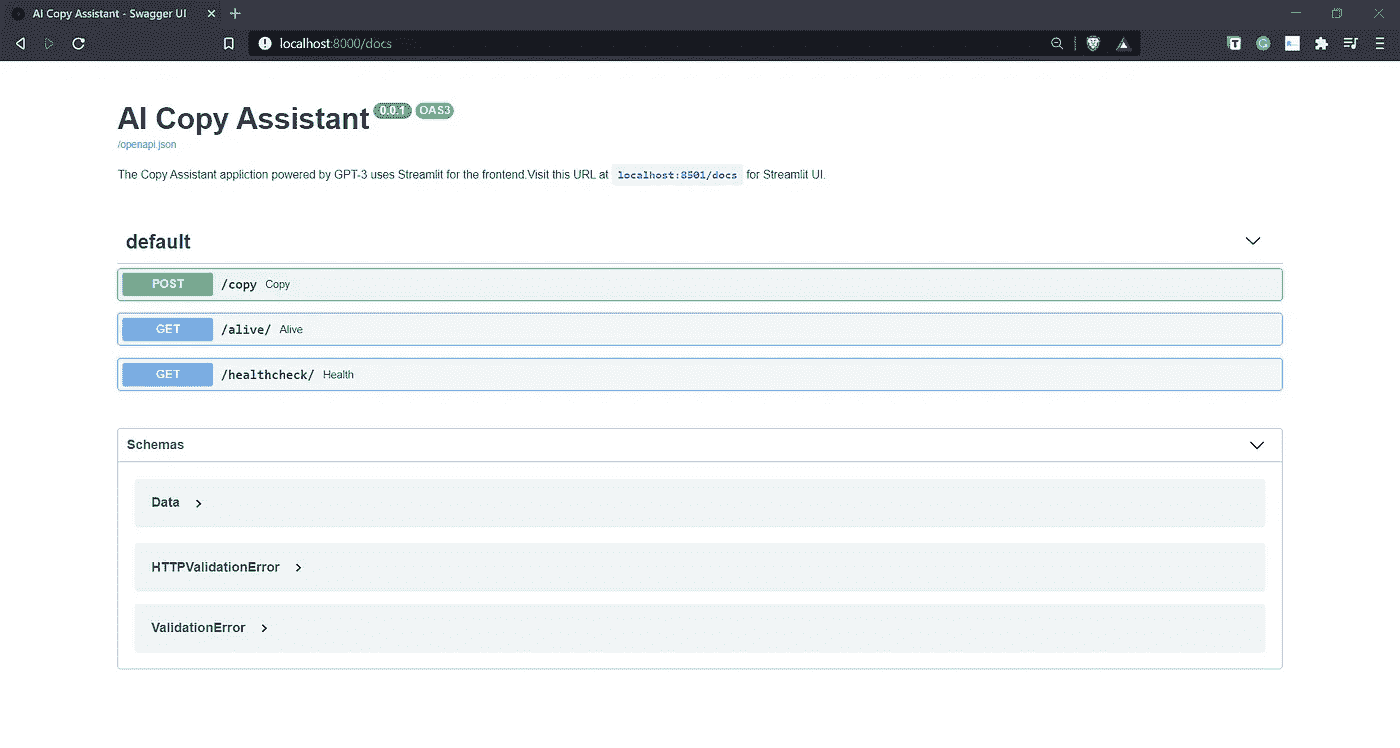 AI Copy Assistant - Swagger UI
localhost:8000/docs
AI Copy Assistant 0.0.1 OAS3
/openapi.json
The Copy Assistant appliction powered by GPT-3 uses Streamlit for the frontend.Visit this URL at localhost:8501/docs for Streamlit UI.
default
POST /copy Copy
GET /alive/ Alive
GET /healthcheck/ Health
Schemas
Data
HTTPValidationError
ValidationError